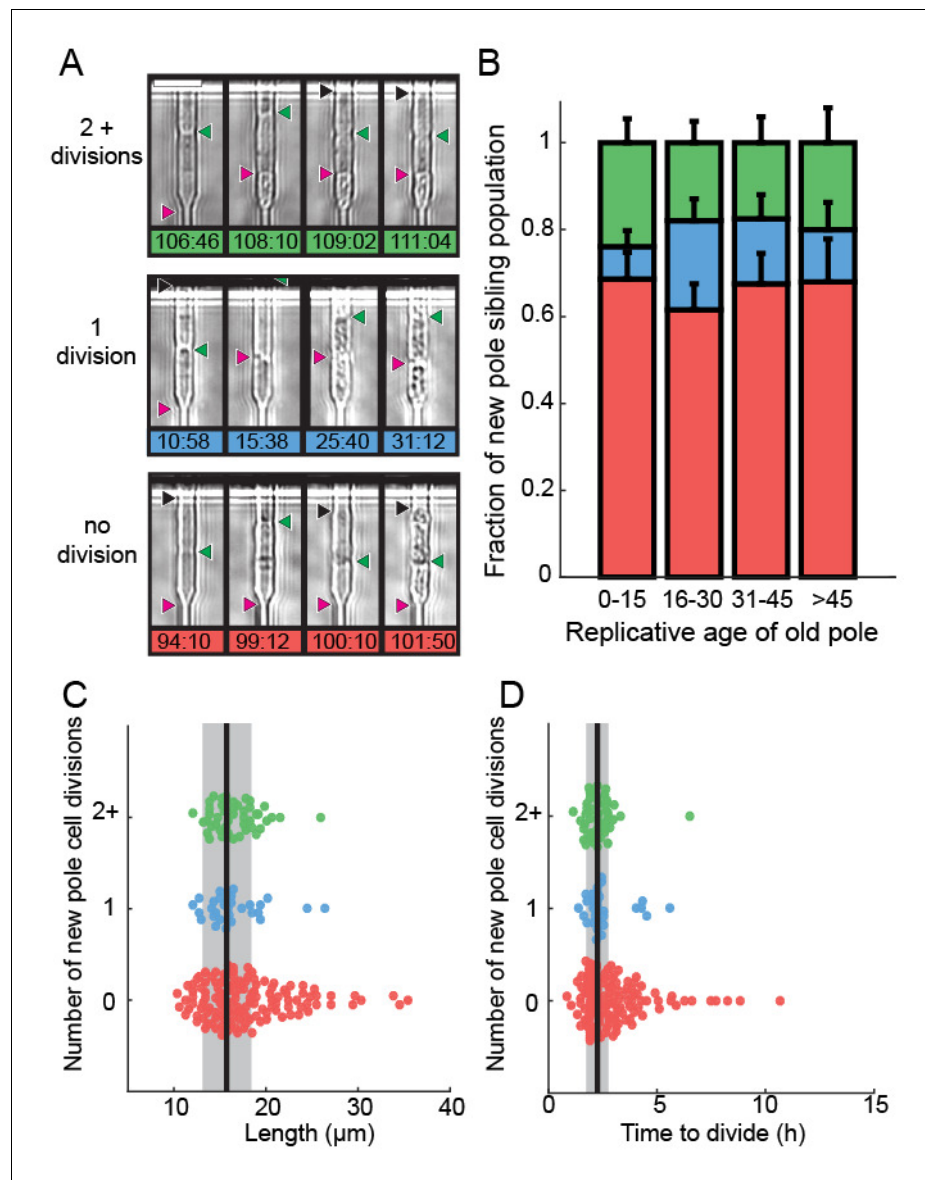 A
2 +
divisions
106:46 108:10 109:02 111:04
1
division
10:58 15:38 25:40 31:12
no
division
94:10 99:12 100:10 101:50
B
Fraction of new pole sibling population
1
0.8
0.6
0.4
0.2
0
0-15 16-30 31-45 >45
Replicative age of old pole
C
Number of new pole cell divisions
2+
1
0
10 20 30 40
Length (µm)
D
Number of new pole cell divisions
2+
1
0
0 5 10 15
Time to divide (h)